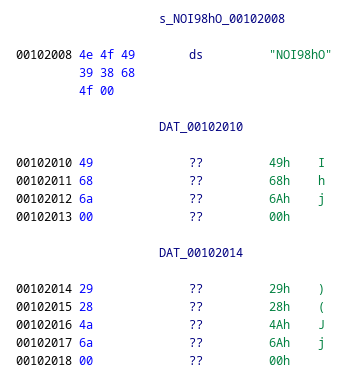 s_NOI98hO_00102008
00102008 4e 4f 49 ds "NOI98hO"
39 38 68
4f 00
DAT_00102010
00102010 49 ?? 49h I
00102011 68 ?? 68h h
00102012 6a ?? 6Ah j
00102013 00 ?? 00h
DAT_00102014
00102014 29 ?? 29h )
00102015 28 ?? 28h (
00102016 4a ?? 4Ah J
00102017 6a ?? 6Ah j
00102018 00 ?? 00h